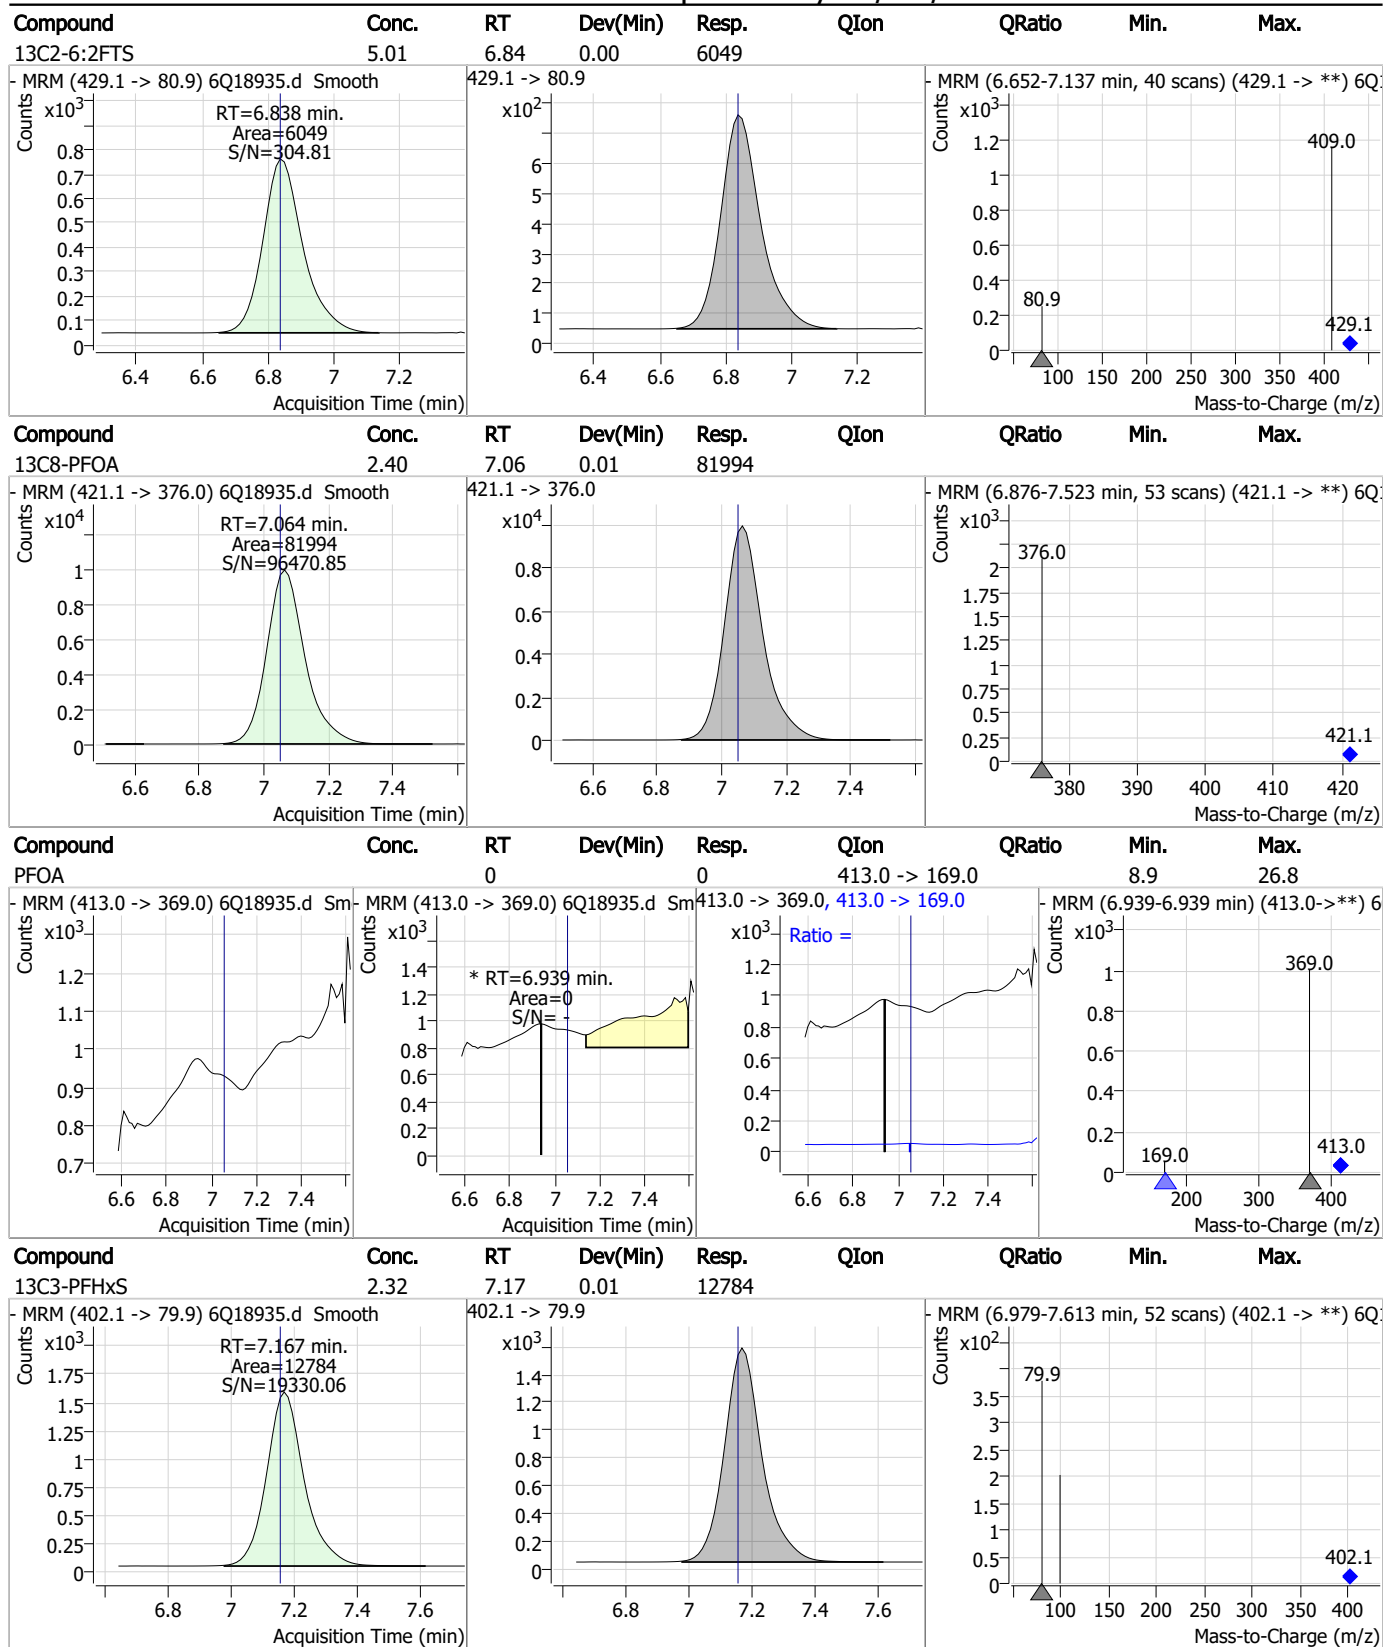 Compound Conc. RT Dev(Min) Resp. QIon QRatio Min. Max.
13C2-6:2FTS 5.01 6.84 0.00 6049
- MRM (429.1 -> 80.9) 6Q18935.d Smooth
Counts
x10³
RT=6.838 min.
Area=6049
S/N=304.81
0.8
0.7
0.6
0.5
0.4
0.3
0.2
0.1
0
6.4 6.6 6.8 7 7.2
Acquisition Time (min)
429.1 -> 80.9
x10²
6
5
4
3
2
1
0
6.4 6.6 6.8 7 7.2
- MRM (6.652-7.137 min, 40 scans) (429.1 -> **) 6Q1
Counts
x10³
1.2
1
0.8
0.6
0.4
0.2
0
409.0
80.9
429.1
100 150 200 250 300 350 400
Mass-to-Charge (m/z)
Compound Conc. RT Dev(Min) Resp. QIon QRatio Min. Max.
13C8-PFOA 2.40 7.06 0.01 81994
- MRM (421.1 -> 376.0) 6Q18935.d Smooth
Counts
x10⁴
RT=7.064 min.
Area=81994
S/N=96470.85
1
0.8
0.6
0.4
0.2
0
6.6 6.8 7 7.2 7.4
Acquisition Time (min)
421.1 -> 376.0
x10⁴
0.8
0.6
0.4
0.2
0
6.6 6.8 7 7.2 7.4
- MRM (6.876-7.523 min, 53 scans) (421.1 -> **) 6Q1
Counts
x10³
2
1.75
1.5
1.25
1
0.75
0.5
0.25
0
376.0
421.1
380 390 400 410 420
Mass-to-Charge (m/z)
Compound Conc. RT Dev(Min) Resp. QIon QRatio Min. Max.
PFOA 0 0 413.0 -> 169.0 8.9 26.8
- MRM (413.0 -> 369.0) 6Q18935.d Sm
Counts
x10³
1.2
1.1
1
0.9
0.8
0.7
6.6 6.8 7 7.2 7.4
Acquisition Time (min)
- MRM (413.0 -> 369.0) 6Q18935.d Sm
Counts
x10³
* RT=6.939 min.
Area=0
S/N= -
1.4
1.2
1
0.8
0.6
0.4
0.2
0
6.6 6.8 7 7.2 7.4
Acquisition Time (min)
413.0 -> 369.0, 413.0 -> 169.0
x10³
Ratio =
1.2
1
0.8
0.6
0.4
0.2
0
6.6 6.8 7 7.2 7.4
- MRM (6.939-6.939 min) (413.0->**) 6
Counts
x10³
1
0.8
0.6
0.4
0.2
0
369.0
169.0
413.0
200 300 400
Mass-to-Charge (m/z)
Compound Conc. RT Dev(Min) Resp. QIon QRatio Min. Max.
13C3-PFHxS 2.32 7.17 0.01 12784
- MRM (402.1 -> 79.9) 6Q18935.d Smooth
Counts
x10³
RT=7.167 min.
Area=12784
S/N=19330.06
1.75
1.5
1.25
1
0.75
0.5
0.25
0
6.8 7 7.2 7.4 7.6
Acquisition Time (min)
402.1 -> 79.9
x10³
1.4
1.2
1
0.8
0.6
0.4
0.2
0
6.8 7 7.2 7.4 7.6
- MRM (6.979-7.613 min, 52 scans) (402.1 -> **) 6Q1
Counts
x10²
3.5
3
2.5
2
1.5
1
0.5
0
79.9
402.1
100 150 200 250 300 350 400
Mass-to-Charge (m/z)